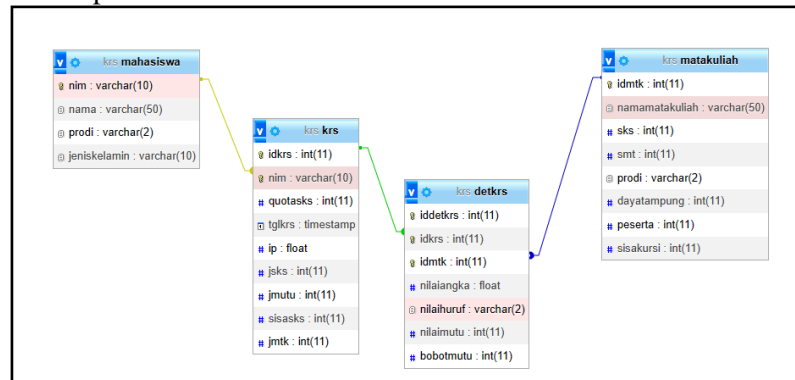 krs mahasiswa
nim : varchar(10)
nama : varchar(50)
prodi : varchar(2)
jeniskelamin : varchar(10)
krs krs
idkrs : int(11)
nim : varchar(10)
quotasks : int(11)
tglkrs : timestamp
ip : float
jsks : int(11)
jmutu : int(11)
sisasks : int(11)
jmtk : int(11)
krs detkrs
iddetkrs : int(11)
idkrs : int(11)
idmtk : int(11)
nilaiangka : float
nilaihuruf : varchar(2)
nilaimutu : int(11)
bobotmutu : int(11)
krs matakuliah
idmtk : int(11)
namamatakuliah : varchar(50)
sks : int(11)
smt : int(11)
prodi : varchar(2)
dayatampung : int(11)
peserta : int(11)
sisakursi : int(11)